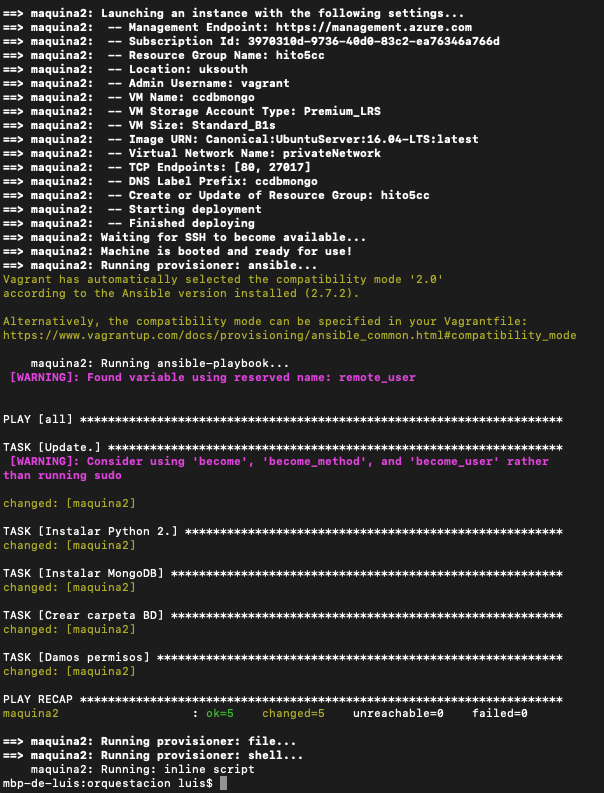 ==> maquina2: Launching an instance with the following settings...
==> maquina2:  -- Management Endpoint: https://management.azure.com
==> maquina2:  -- Subscription Id: 3970310d-9736-40d0-83c2-ea76346a766d
==> maquina2:  -- Resource Group Name: hito5cc
==> maquina2:  -- Location: uksouth
==> maquina2:  -- Admin Username: vagrant
==> maquina2:  -- VM Name: ccdbmongo
==> maquina2:  -- VM Storage Account Type: Premium_LRS
==> maquina2:  -- VM Size: Standard_B1s
==> maquina2:  -- Image URN: Canonical:UbuntuServer:16.04-LTS:latest
==> maquina2:  -- Virtual Network Name: privateNetwork
==> maquina2:  -- TCP Endpoints: [80, 27017]
==> maquina2:  -- DNS Label Prefix: ccdbmongo
==> maquina2:  -- Create or Update of Resource Group: hito5cc
==> maquina2:  -- Starting deployment
==> maquina2:  -- Finished deploying
==> maquina2: Waiting for SSH to become available...
==> maquina2: Machine is booted and ready for use!
==> maquina2: Running provisioner: ansible...
Vagrant has automatically selected the compatibility mode '2.0'
according to the Ansible version installed (2.7.2).

Alternatively, the compatibility mode can be specified in your Vagrantfile:
https://www.vagrantup.com/docs/provisioning/ansible_common.html#compatibility_mode

    maquina2: Running ansible-playbook...
 [WARNING]: Found variable using reserved name: remote_user


PLAY [all] *********************************************************************

TASK [Update.] *****************************************************************
 [WARNING]: Consider using 'become', 'become_method', and 'become_user' rather
than running sudo

changed: [maquina2]

TASK [Instalar Python 2.] ******************************************************
changed: [maquina2]

TASK [Instalar MongoDB] ********************************************************
changed: [maquina2]

TASK [Crear carpeta BD] ********************************************************
changed: [maquina2]

TASK [Damos permisos] **********************************************************
changed: [maquina2]

PLAY RECAP *********************************************************************
maquina2                   : ok=5    changed=5    unreachable=0    failed=0

==> maquina2: Running provisioner: file...
==> maquina2: Running provisioner: shell...
    maquina2: Running: inline script
mbp-de-luis:orquestacion luis$